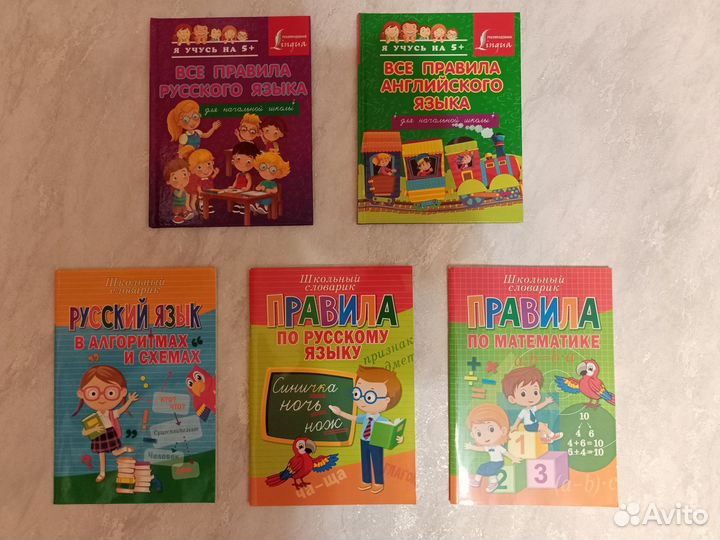 Я УЧУСЬ НА 5+
Lingua
ВСЕ ПРАВИЛА
РУССКОГО ЯЗЫКА
для начальной школы
Я УЧУСЬ НА 5+
Lingua
ВСЕ ПРАВИЛА
АНГЛИЙСКОГО
ЯЗЫКА
для начальной школы
Школьный
словарик
РУССКИЙ ЯЗЫК
В АЛГОРИТМАХ
И СХЕМАХ
КТО?
ЧТО?
Человек
Школьный
словарик
ПРАВИЛА
ПО РУССКОМУ
ЯЗЫКУ
признак
Синичка
ночь
нож
ча-ща
Школьный
словарик
ПРАВИЛА
ПО МАТЕМАТИКЕ
10
4 6
4+6=10
6+4=10
1
2
3
(a-b)·c
Avito